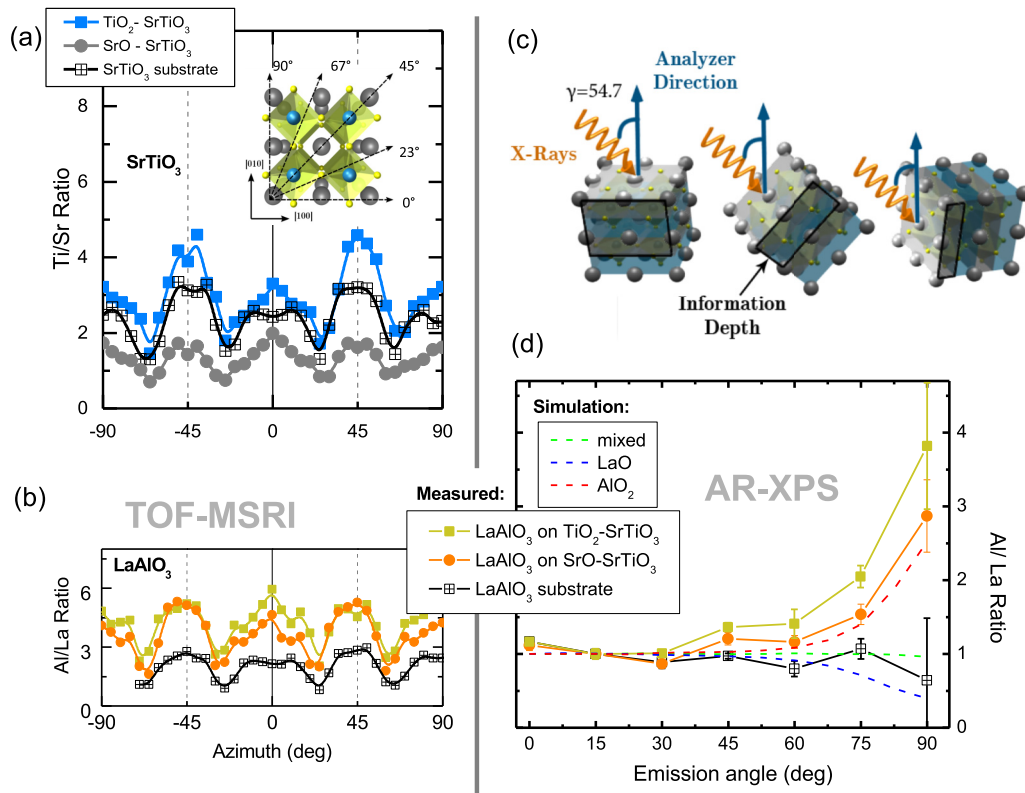 (a)
TiO2- SrTiO3
SrO - SrTiO3
SrTiO3 substrate
90°
67°
45°
23°
0°
|010]
|100]
SrTiO3
Ti/Sr Ratio
8
6
4
2
0
-90
-45
0
45
90
(b)
TOF-MSRI
LaAlO3
Al/La Ratio
6
3
0
-90
-45
0
45
90
Azimuth (deg)
(c)
γ=54.7
Analyzer
Direction
X-Rays
Information
Depth
(d)
Simulation:
mixed
LaO
AlO2
AR-XPS
Measured:
LaAlO3 on TiO2-SrTiO3
LaAlO3 on SrO-SrTiO3
LaAlO3 substrate
4
3
2
1
0
Al/ La Ratio
0
15
30
45
60
75
90
Emission angle (deg)